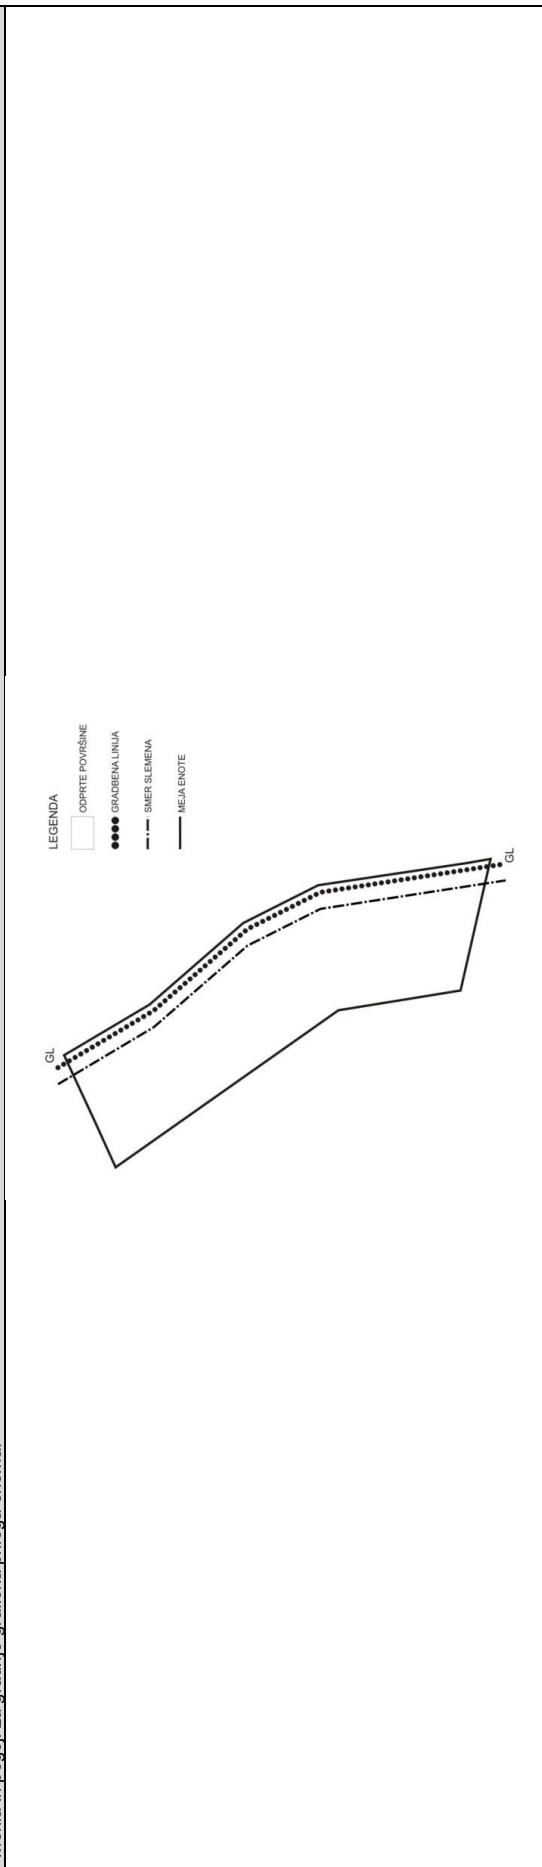 LEGENDA
ODPRTE POVRŠINE
GRADBENA LINIJA
SMER SLEMENA
MEJA ENOTE
GL
GL